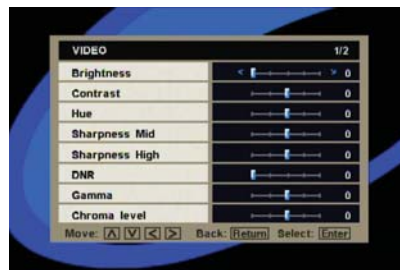 VIDEO 1/2
Brightness < > 0
Contrast 0
Hue 0
Sharpness Mid 0
Sharpness High 0
DNR 0
Gamma 0
Chroma level 0
Move: Back: Return Select: Enter